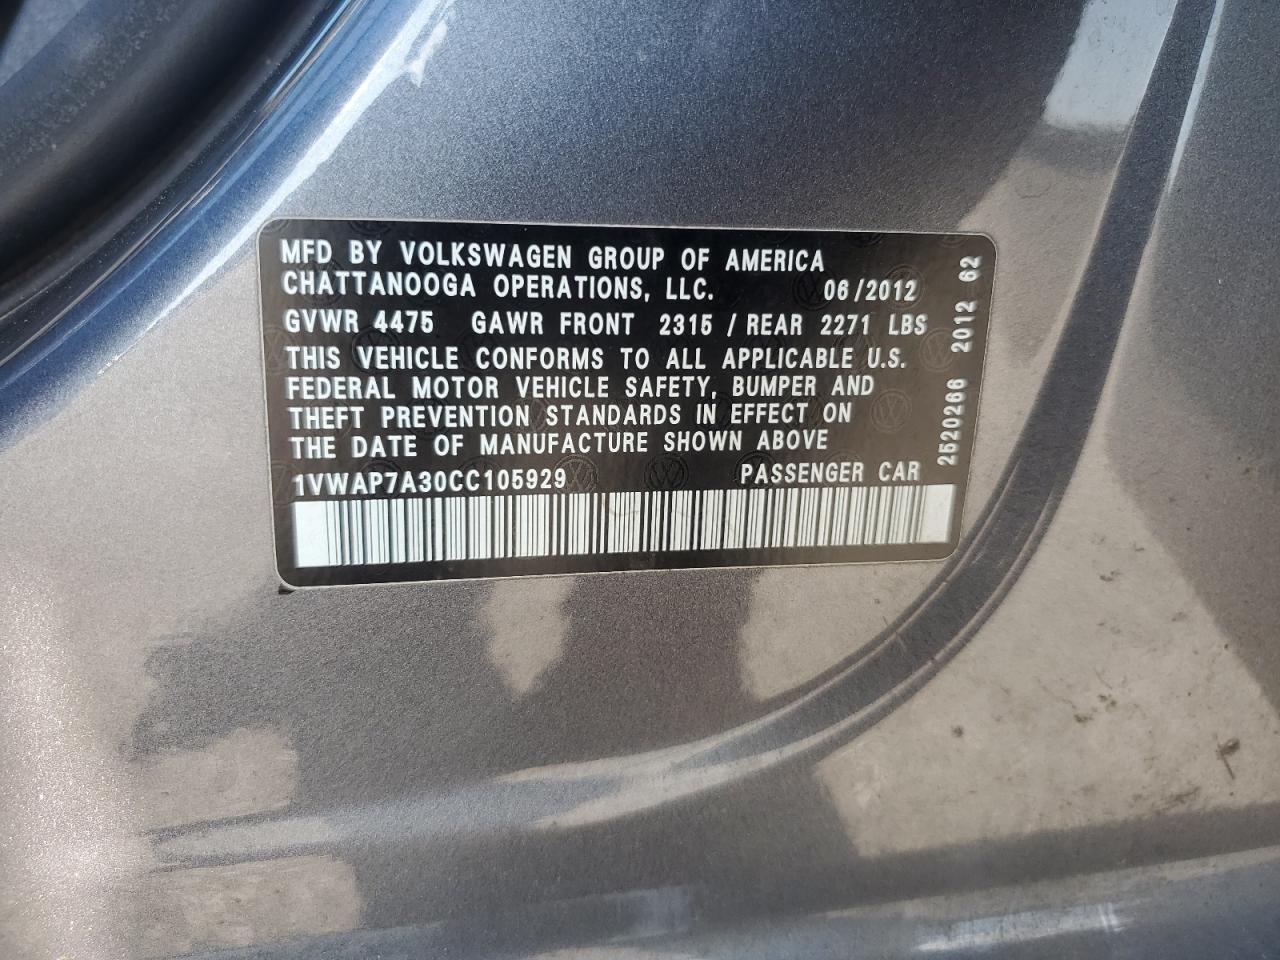 MFD BY VOLKSWAGEN GROUP OF AMERICA
CHATTANOOGA OPERATIONS, LLC. 06/2012
GVWR 4475 GAWR FRONT 2315 / REAR 2271 LBS
THIS VEHICLE CONFORMS TO ALL APPLICABLE U.S.
FEDERAL MOTOR VEHICLE SAFETY, BUMPER AND
THEFT PREVENTION STANDARDS IN EFFECT ON
THE DATE OF MANUFACTURE SHOWN ABOVE
1VWAP7A30CC105929 PASSENGER CAR
2520266 2012 62